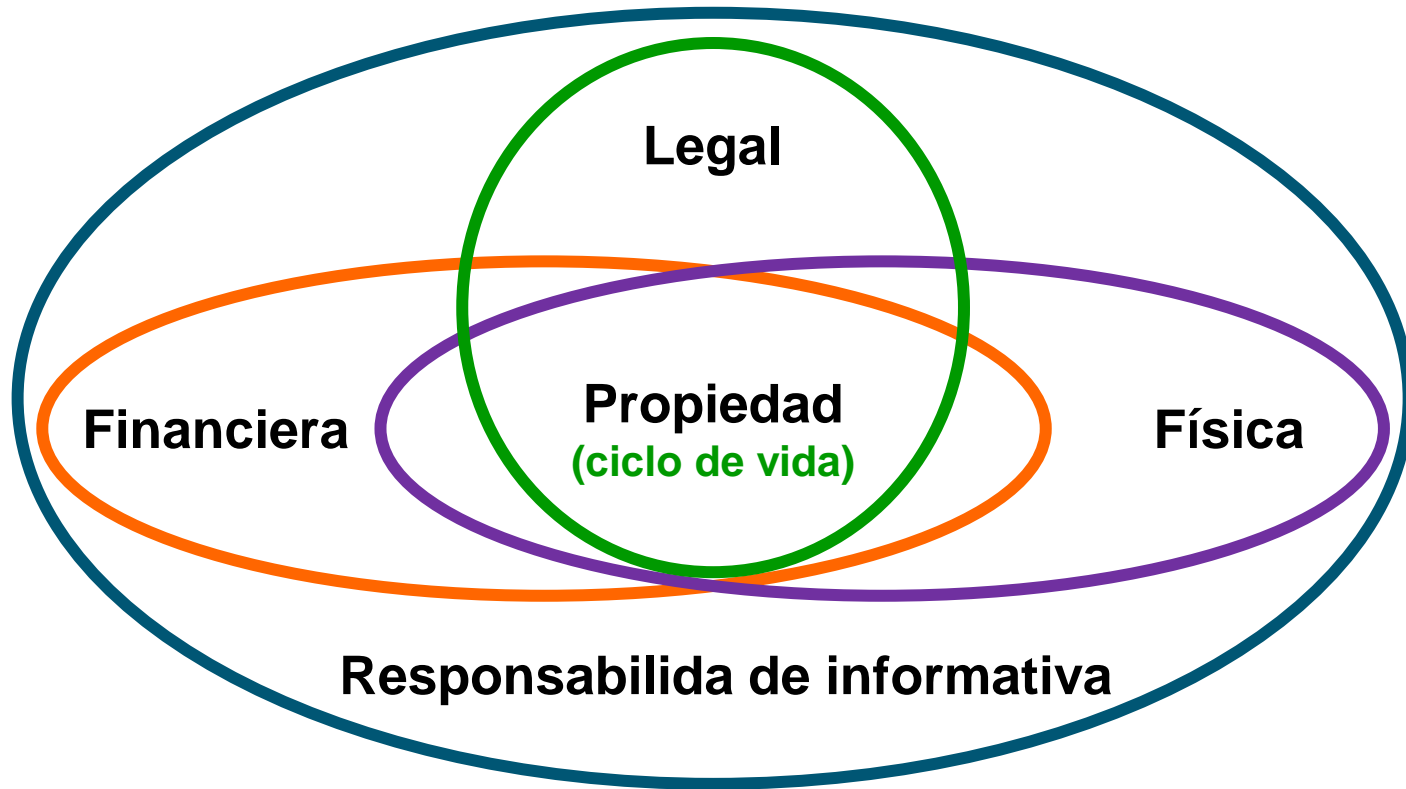 Legal
Financiera
Propiedad
(ciclo de vida)
Física
Responsabilida de informativa